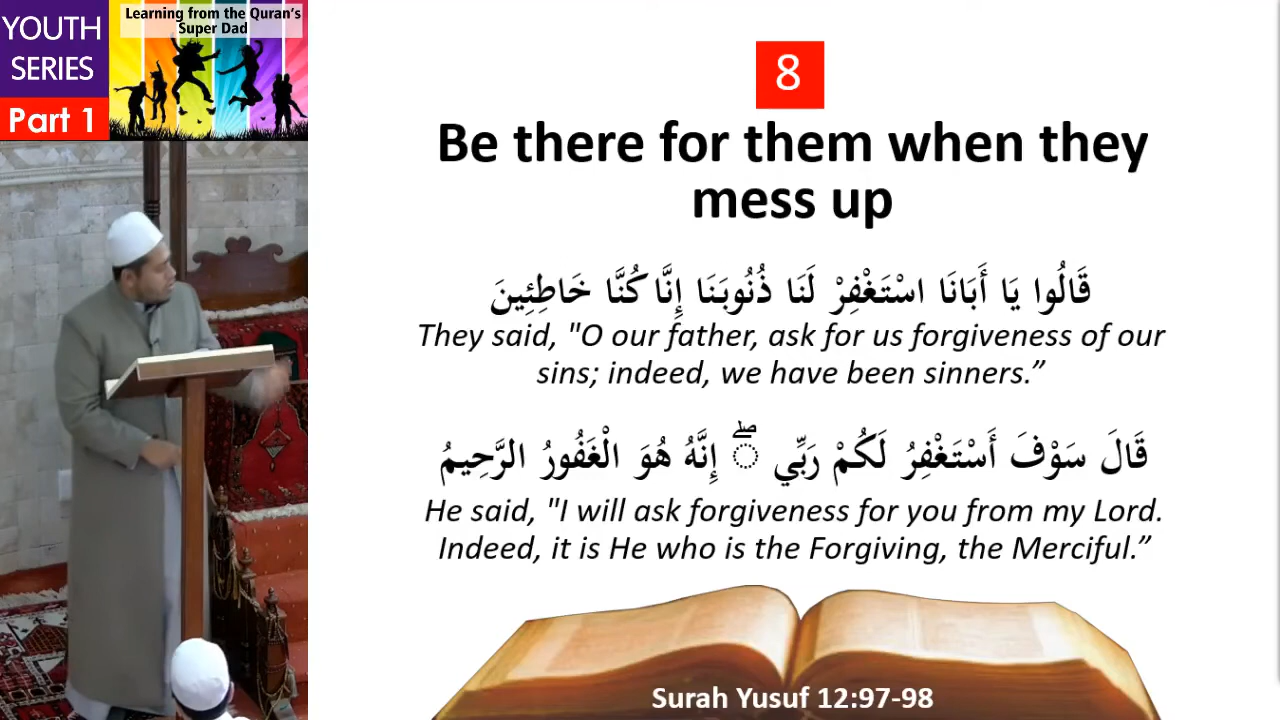 YOUTH
SERIES
Part 1
Learning from the Quran's
Super Dad
8
Be there for them when they
mess up
قَالُوا يَا أَبَانَا اسْتَغْفِرْ لَنَا ذُنُوبَنَا إِنَّا كُنَّا خَاطِئِينَ
They said, "O our father, ask for us forgiveness of our
sins; indeed, we have been sinners.”
قَالَ سَوْفَ أَسْتَغْفِرُ لَكُمْ رَبِّي ۖ إِنَّهُ هُوَ الْغَفُورُ الرَّحِيمُ
He said, "I will ask forgiveness for you from my Lord.
Indeed, it is He who is the Forgiving, the Merciful.”
Surah Yusuf 12:97-98